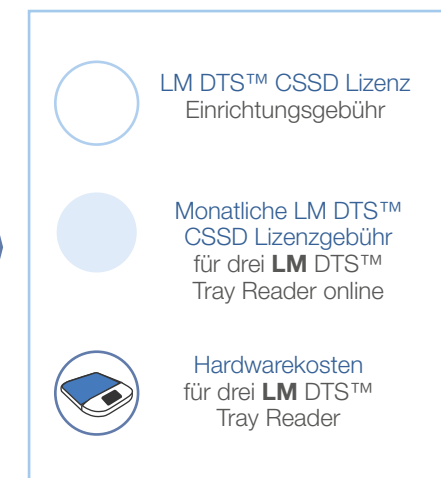 LM DTS™ CSSD Lizenz
Einrichtungsgebühr
Monatliche LM DTS™
CSSD Lizenzgebühr
für drei LM DTS™
Tray Reader online
Hardwarekosten
für drei LM DTS™
Tray Reader